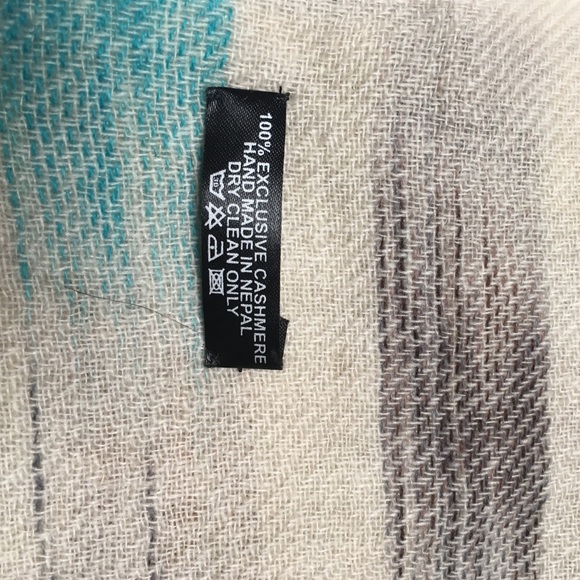 100% EXCLUSIVE CASHMERE
HAND MADE IN NEPAL
DRY CLEAN ONLY